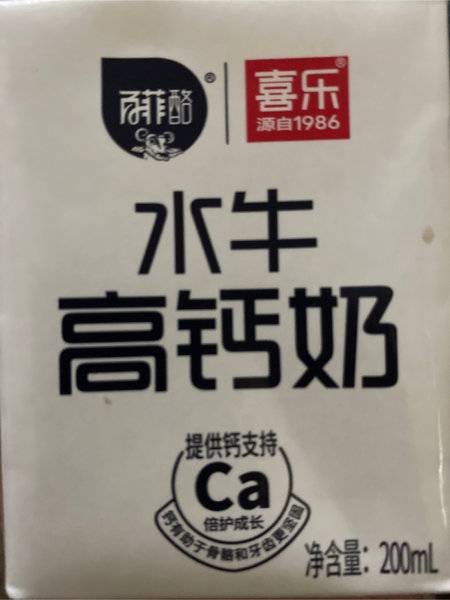 百菲酪®
喜乐®
源自1986
水牛
高钙奶
提供钙支持
Ca
倍护成长
钙有助于骨骼和牙齿更坚固
净含量：200mL